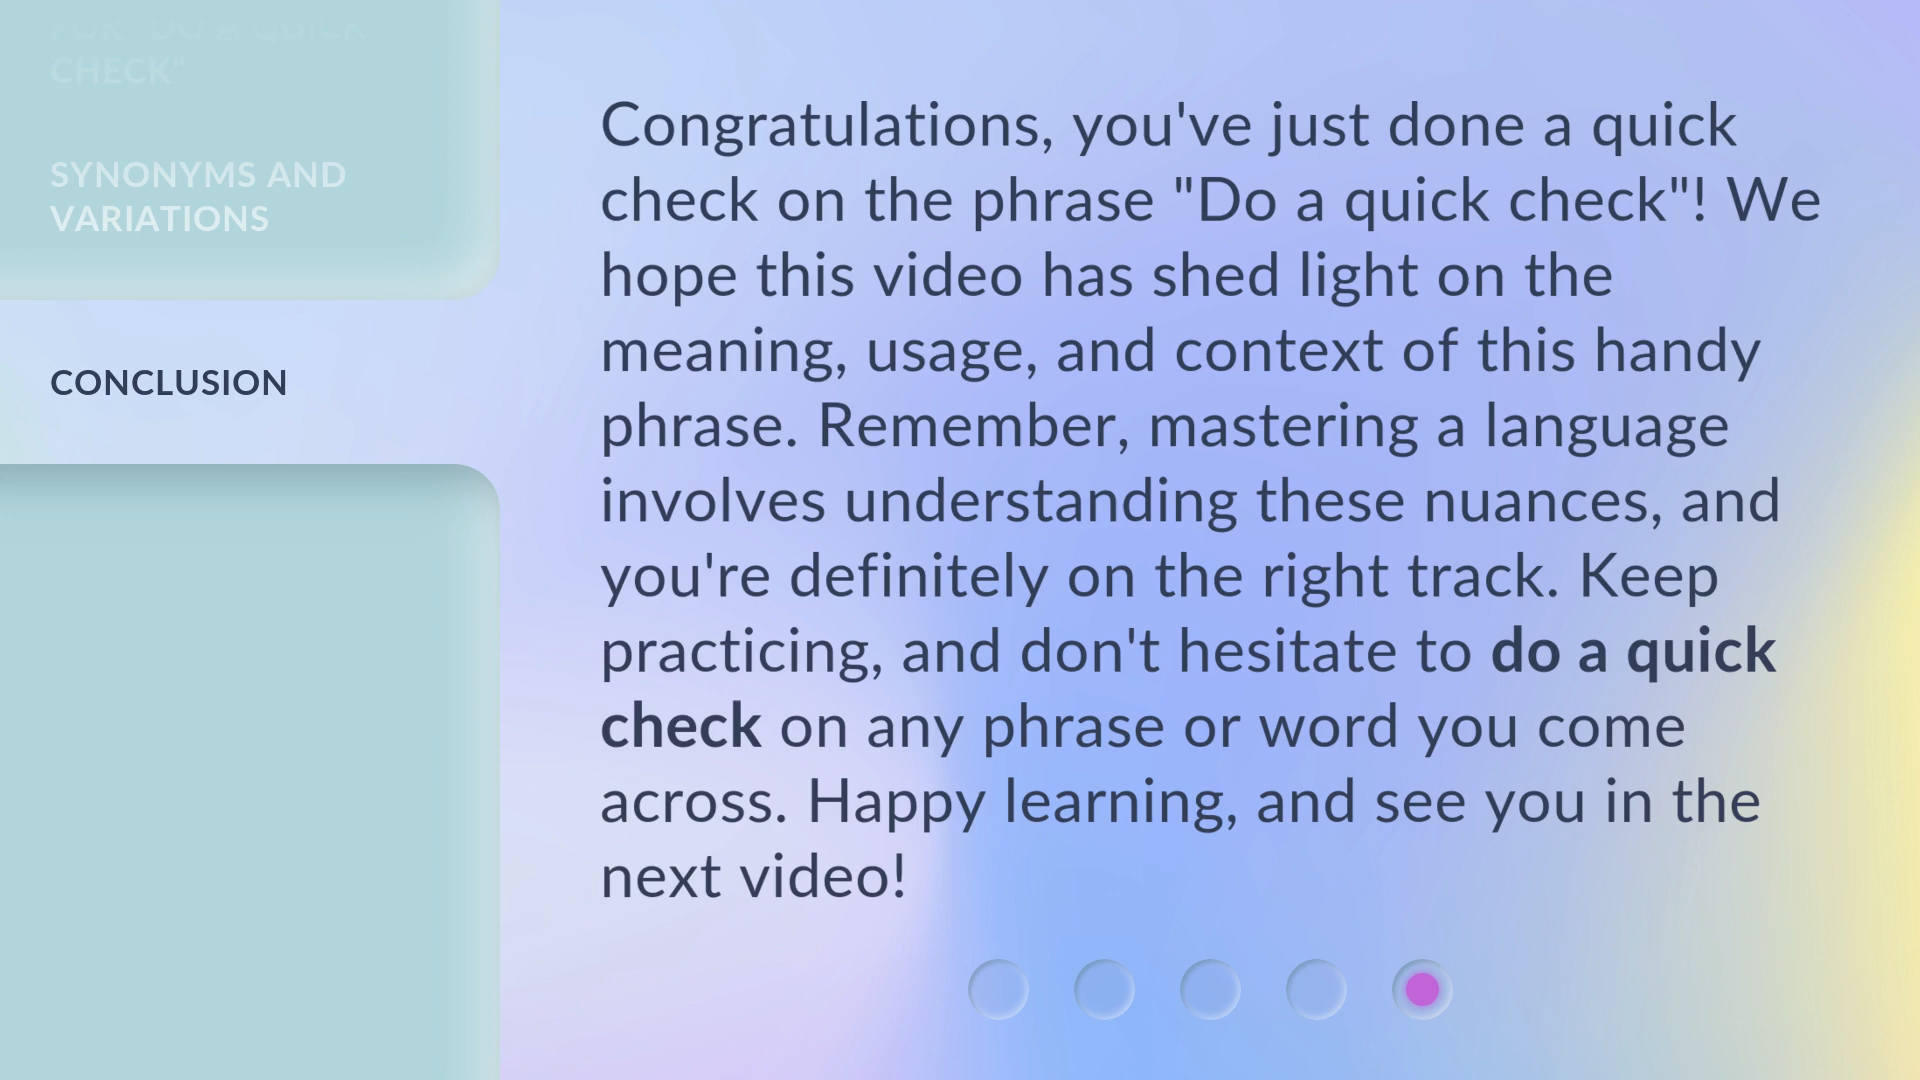 FOR "DO A QUICK
CHECK"
SYNONYMS AND
VARIATIONS
CONCLUSION
Congratulations, you've just done a quick
check on the phrase "Do a quick check"! We
hope this video has shed light on the
meaning, usage, and context of this handy
phrase. Remember, mastering a language
involves understanding these nuances, and
you're definitely on the right track. Keep
practicing, and don't hesitate to do a quick
check on any phrase or word you come
across. Happy learning, and see you in the
next video!